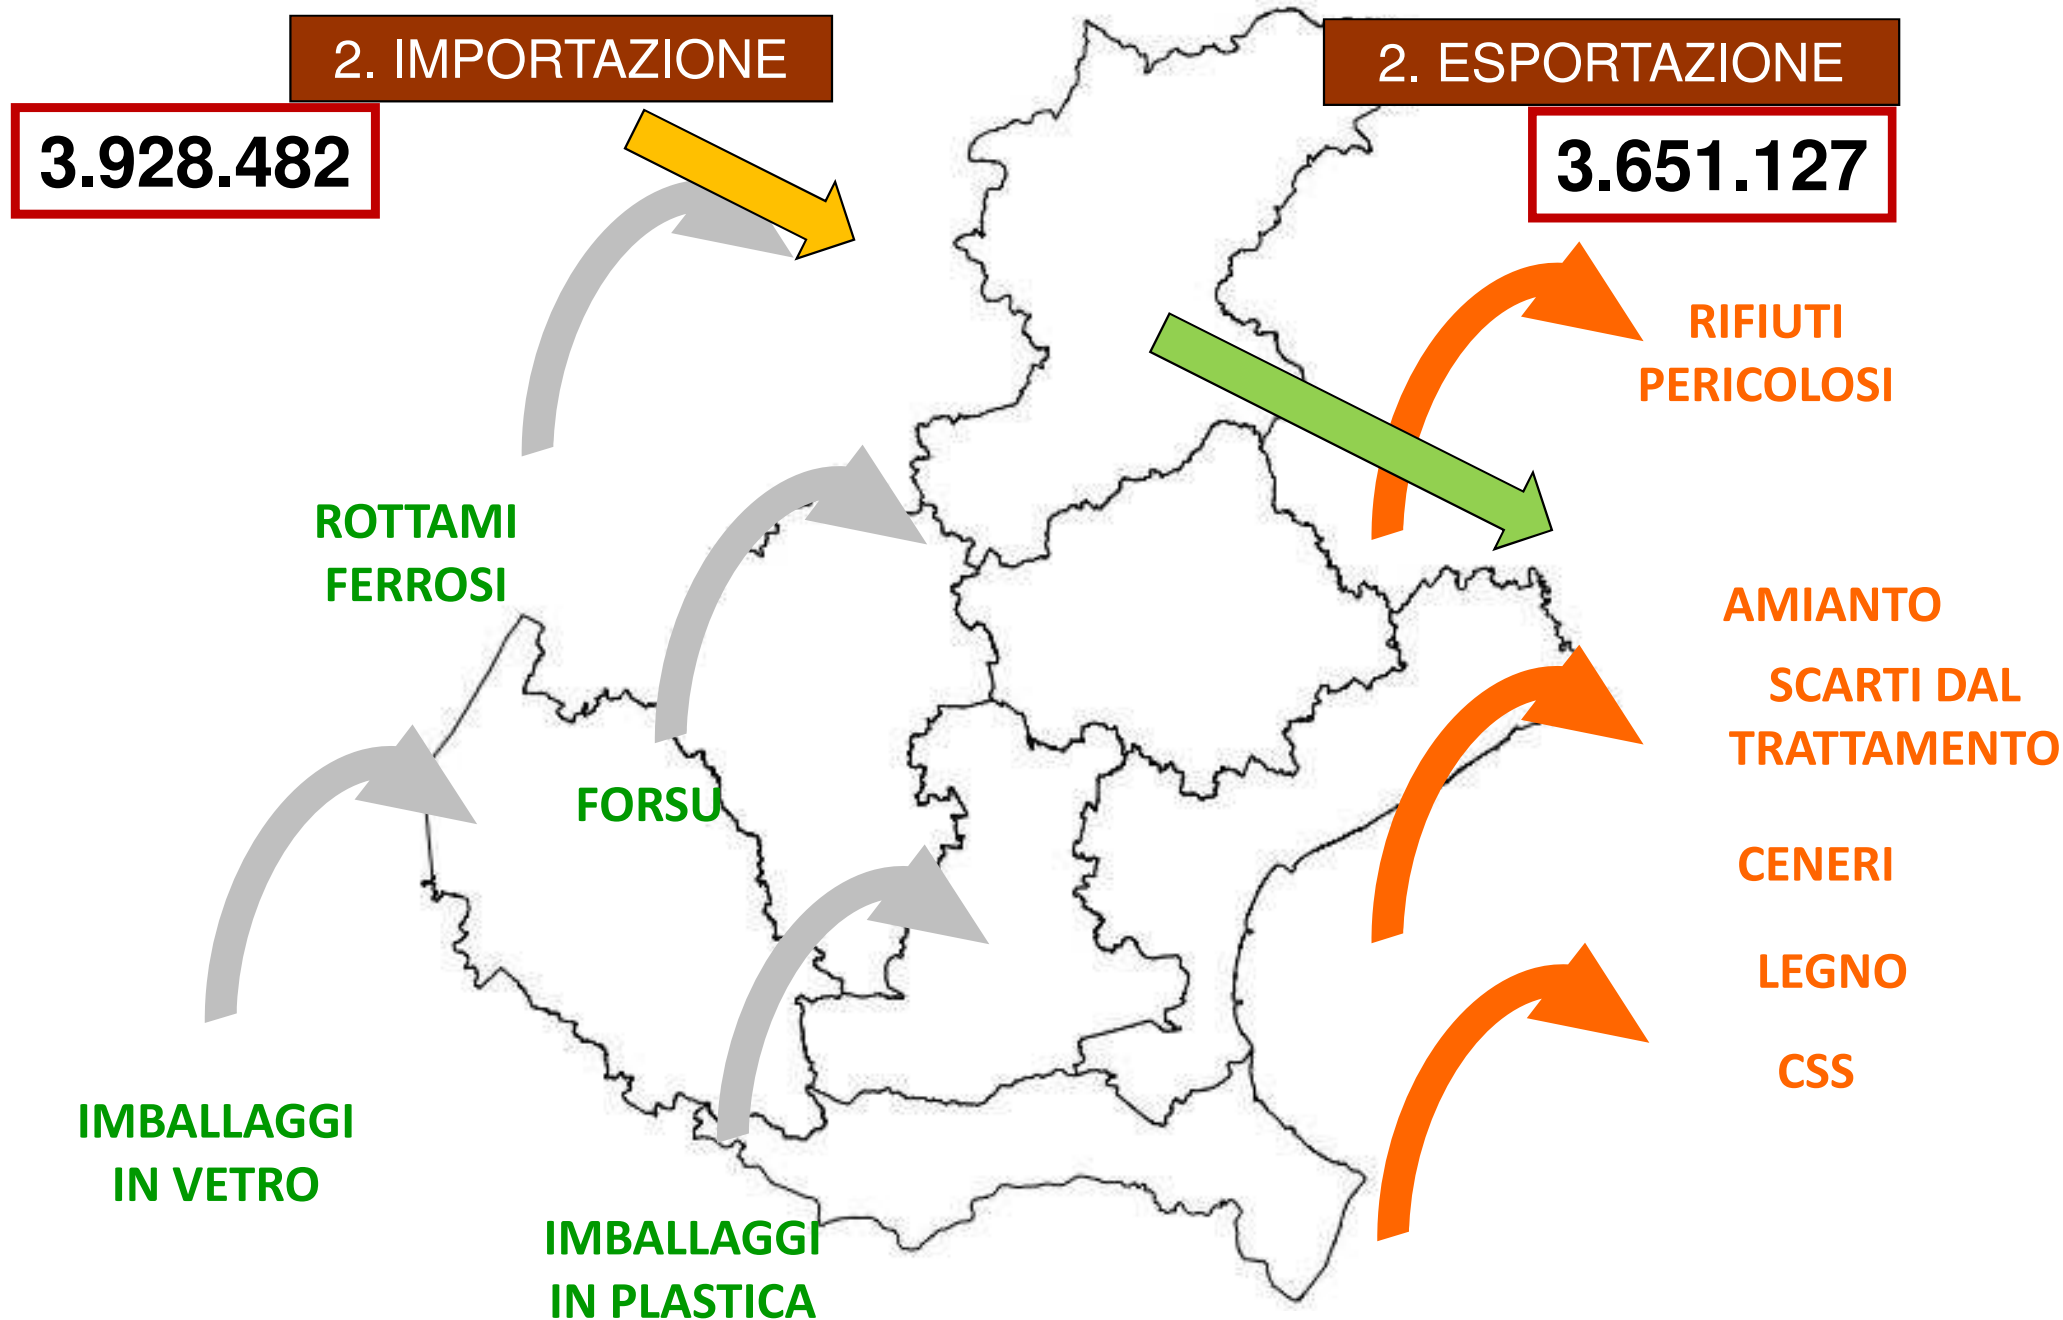 2. IMPORTAZIONE
3.928.482
2. ESPORTAZIONE
3.651.127
ROTTAMI
FERROSI
FORSU
IMBALLAGGI
IN VETRO
IMBALLAGGI
IN PLASTICA
RIFIUTI
PERICOLOSI
AMIANTO
SCARTI DAL
TRATTAMENTO
CENERI
LEGNO
CSS